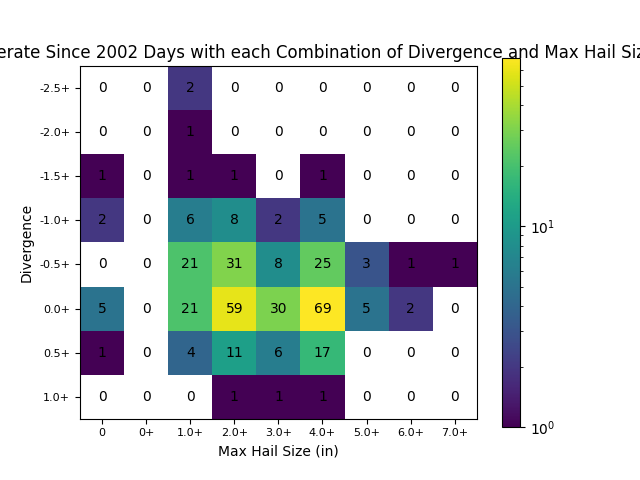 erate Since 2002 Days with each Combination of Divergence and Max Hail Siz
-2.5+ 0 0 2 0 0 0 0 0 0
-2.0+ 0 0 1 0 0 0 0 0 0
-1.5+ 1 0 1 1 0 1 0 0 0
-1.0+ 2 0 6 8 2 5 0 0 0
-0.5+ 0 0 21 31 8 25 3 1 1
0.0+ 5 0 21 59 30 69 5 2 0
0.5+ 1 0 4 11 6 17 0 0 0
1.0+ 0 0 0 1 1 1 0 0 0
0 0+ 1.0+ 2.0+ 3.0+ 4.0+ 5.0+ 6.0+ 7.0+
Max Hail Size (in)
Divergence
10¹
10⁰